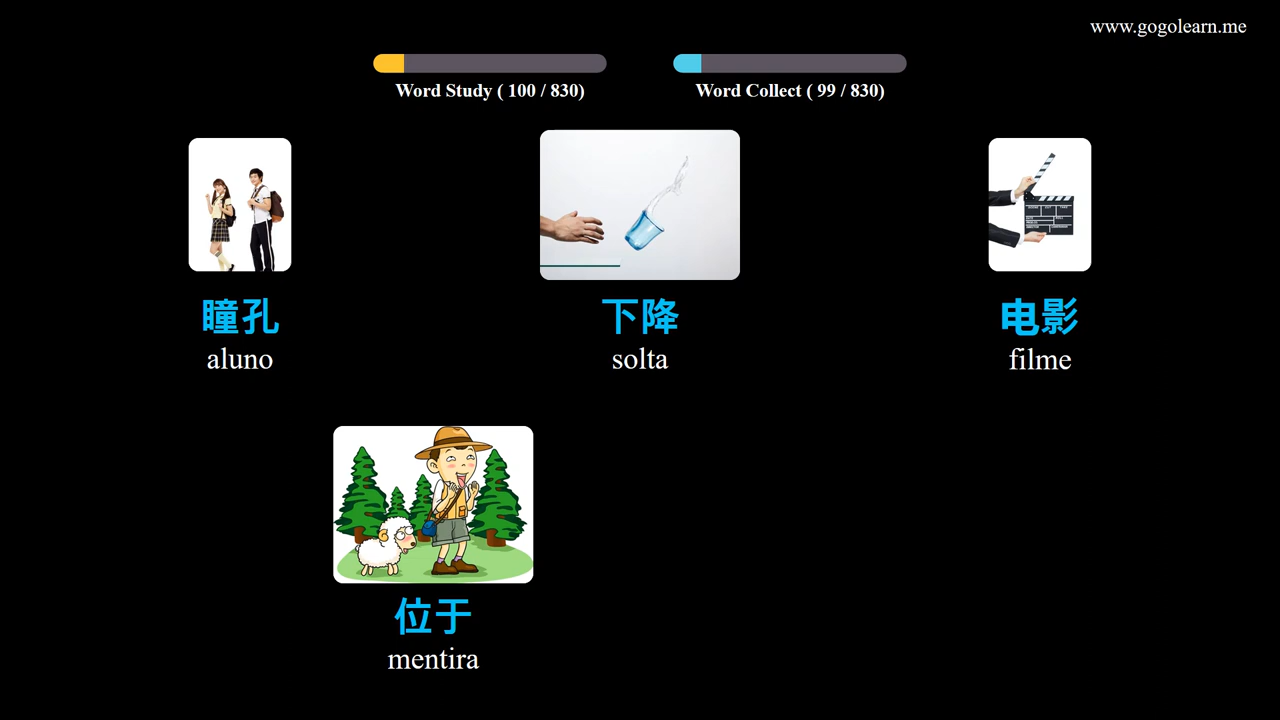 www.gogolearn.me
Word Study ( 100 / 830)
Word Collect ( 99 / 830)
瞳孔
aluno
下降
solta
电影
filme
位于
mentira